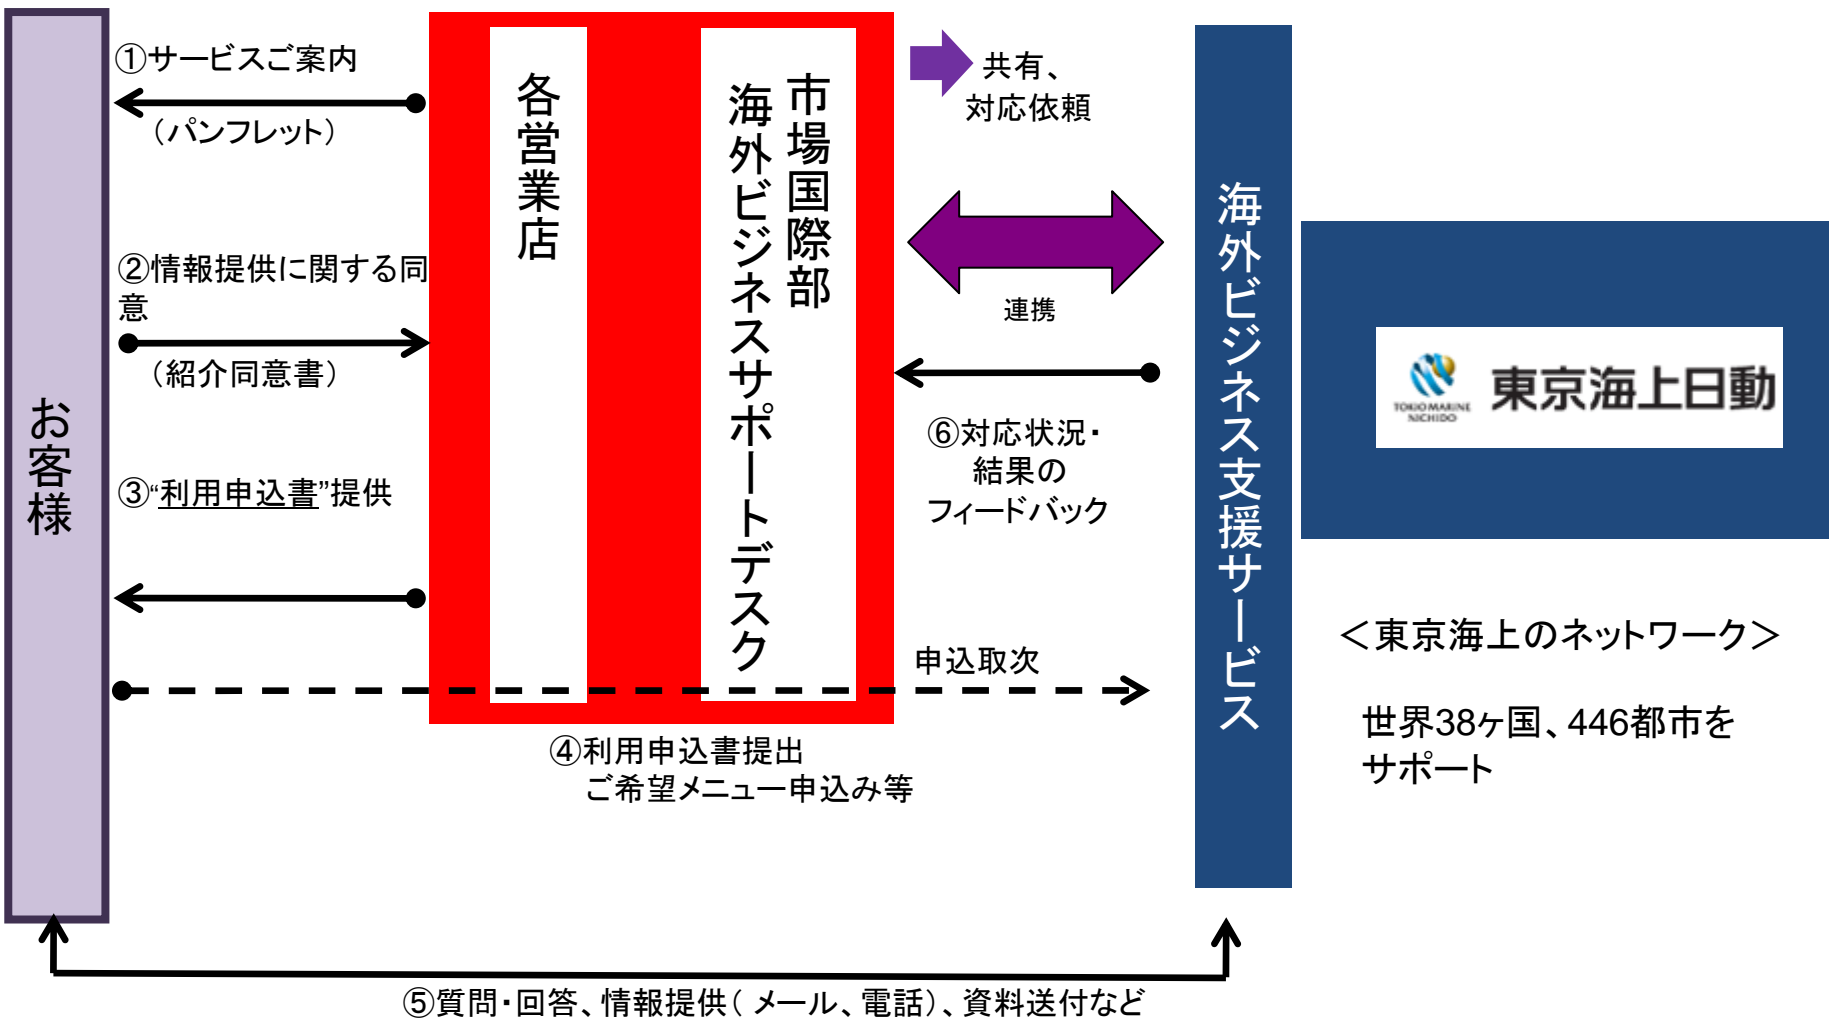 お客様
①サービスご案内
（パンフレット）
②情報提供に関する同
意
（紹介同意書）
③“利用申込書”提供
各営業店
市場国際部
海外ビジネスサポートデスク
共有、
対応依頼
連携
⑥対応状況・
結果の
フィードバック
申込取次
④利用申込書提出
ご希望メニュー申込み等
海外ビジネス支援サービス
TOKIO MARINE
NICHIDO
東京海上日動
＜東京海上のネットワーク＞
世界38ヶ国、446都市を
サポート
⑤質問・回答、情報提供（ メール、電話）、資料送付など